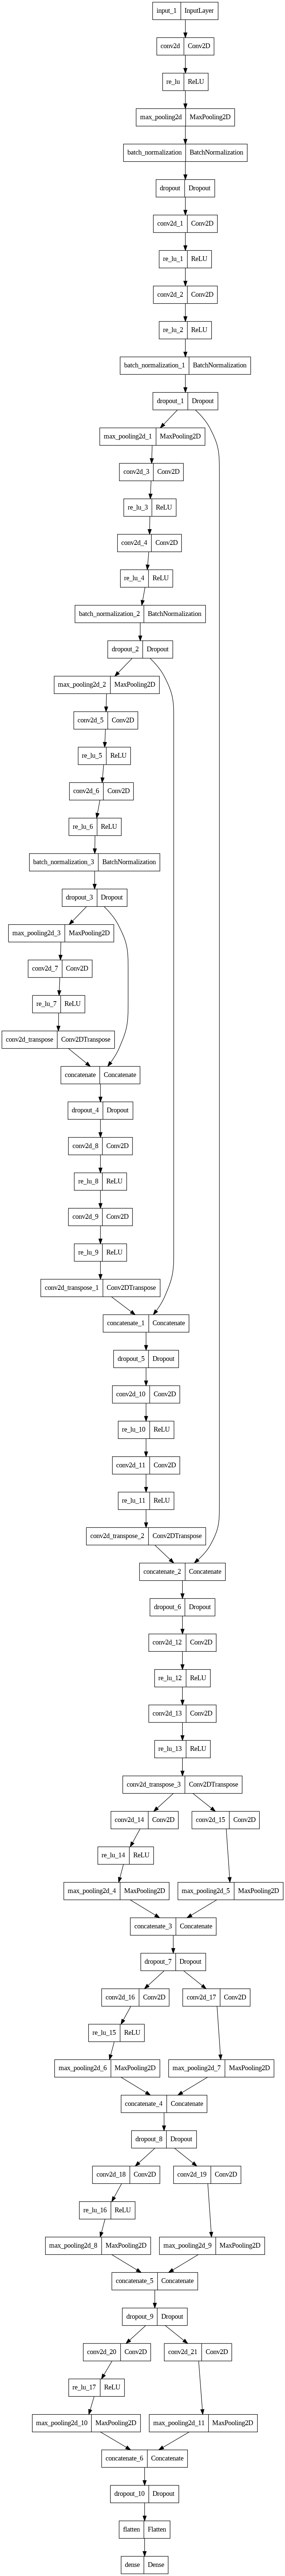 input_1 InputLayer
conv2d Conv2D
re_lu ReLU
max_pooling2d MaxPooling2D
batch_normalization BatchNormalization
dropout Dropout
conv2d_1 Conv2D
re_lu_1 ReLU
conv2d_2 Conv2D
re_lu_2 ReLU
batch_normalization_1 BatchNormalization
dropout_1 Dropout
max_pooling2d_1 MaxPooling2D
conv2d_3 Conv2D
re_lu_3 ReLU
conv2d_4 Conv2D
re_lu_4 ReLU
batch_normalization_2 BatchNormalization
dropout_2 Dropout
max_pooling2d_2 MaxPooling2D
conv2d_5 Conv2D
re_lu_5 ReLU
conv2d_6 Conv2D
re_lu_6 ReLU
batch_normalization_3 BatchNormalization
dropout_3 Dropout
max_pooling2d_3 MaxPooling2D
conv2d_7 Conv2D
re_lu_7 ReLU
conv2d_transpose Conv2DTranspose
concatenate Concatenate
dropout_4 Dropout
conv2d_8 Conv2D
re_lu_8 ReLU
conv2d_9 Conv2D
re_lu_9 ReLU
conv2d_transpose_1 Conv2DTranspose
concatenate_1 Concatenate
dropout_5 Dropout
conv2d_10 Conv2D
re_lu_10 ReLU
conv2d_11 Conv2D
re_lu_11 ReLU
conv2d_transpose_2 Conv2DTranspose
concatenate_2 Concatenate
dropout_6 Dropout
conv2d_12 Conv2D
re_lu_12 ReLU
conv2d_13 Conv2D
re_lu_13 ReLU
conv2d_transpose_3 Conv2DTranspose
conv2d_14 Conv2D conv2d_15 Conv2D
re_lu_14 ReLU
max_pooling2d_4 MaxPooling2D max_pooling2d_5 MaxPooling2D
concatenate_3 Concatenate
dropout_7 Dropout
conv2d_16 Conv2D conv2d_17 Conv2D
re_lu_15 ReLU
max_pooling2d_6 MaxPooling2D max_pooling2d_7 MaxPooling2D
concatenate_4 Concatenate
dropout_8 Dropout
conv2d_18 Conv2D conv2d_19 Conv2D
re_lu_16 ReLU
max_pooling2d_8 MaxPooling2D max_pooling2d_9 MaxPooling2D
concatenate_5 Concatenate
dropout_9 Dropout
conv2d_20 Conv2D conv2d_21 Conv2D
re_lu_17 ReLU
max_pooling2d_10 MaxPooling2D max_pooling2d_11 MaxPooling2D
concatenate_6 Concatenate
dropout_10 Dropout
flatten Flatten
dense Dense